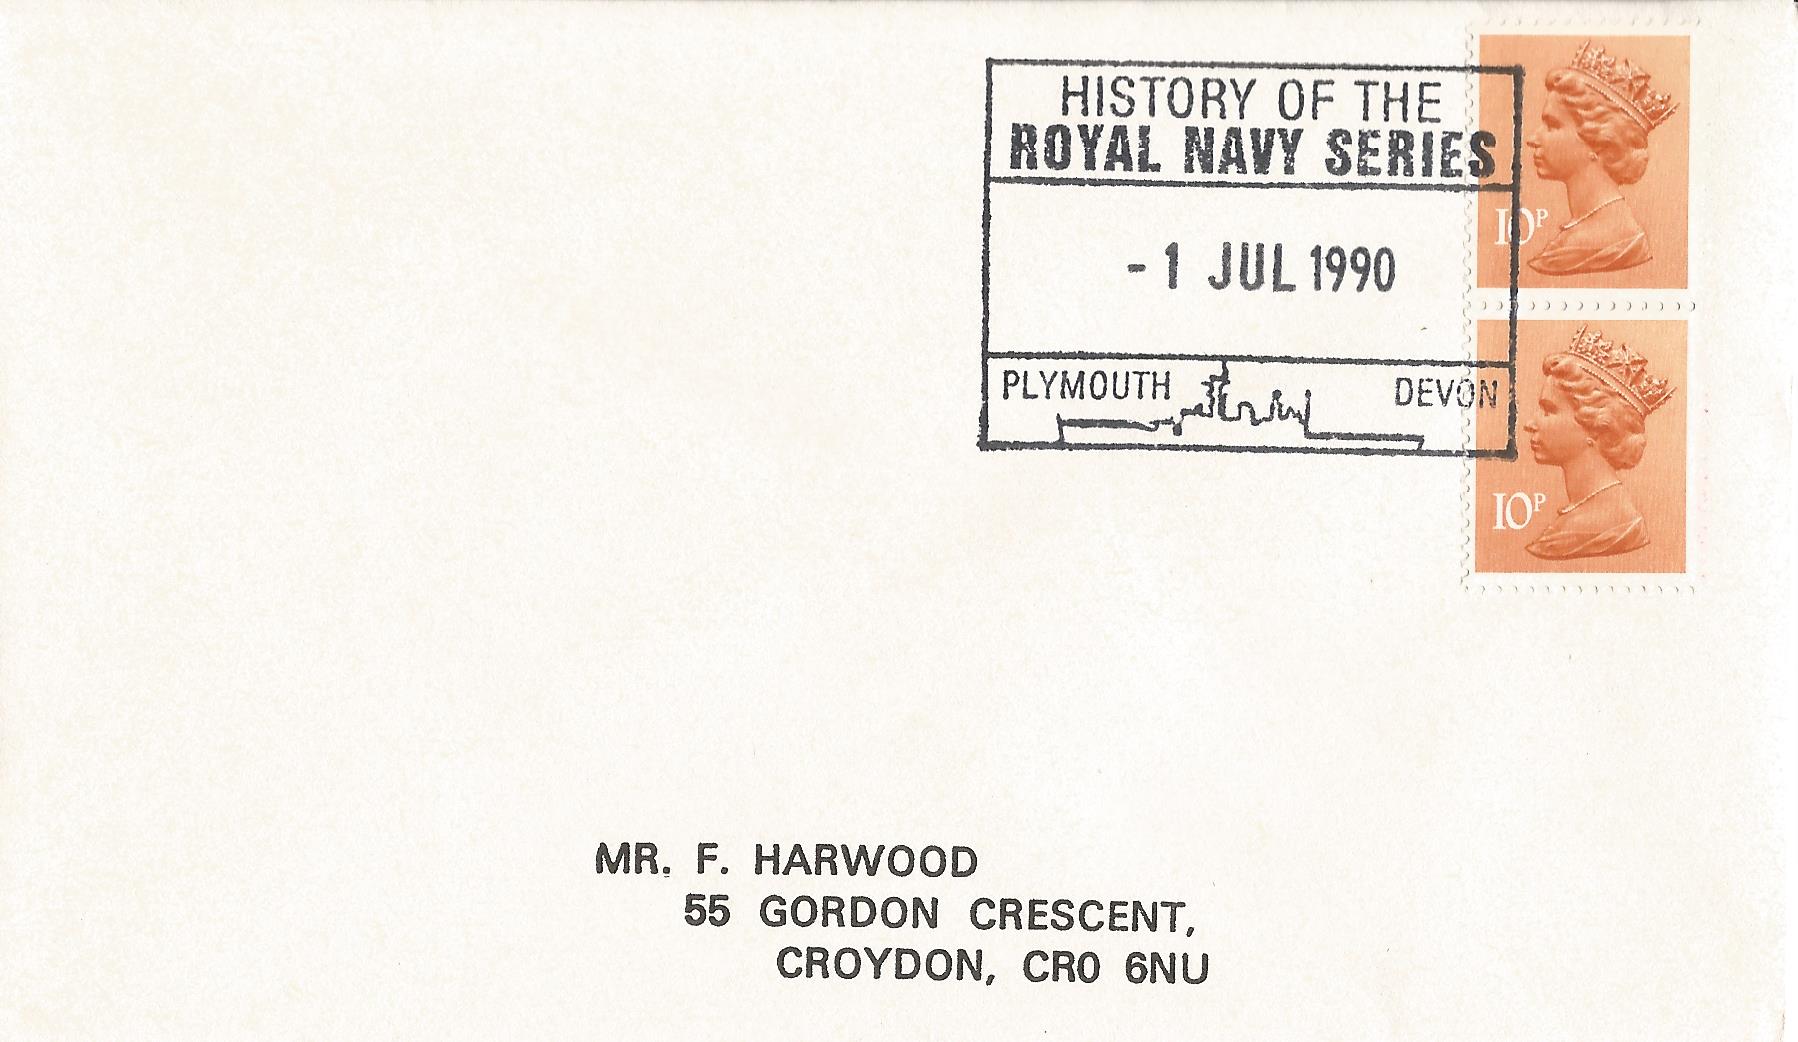 HISTORY OF THE
ROYAL NAVY SERIES
- 1 JUL 1990
PLYMOUTH DEVON
10P
10P
MR. F. HARWOOD
55 GORDON CRESCENT,
CROYDON, CR0 6NU